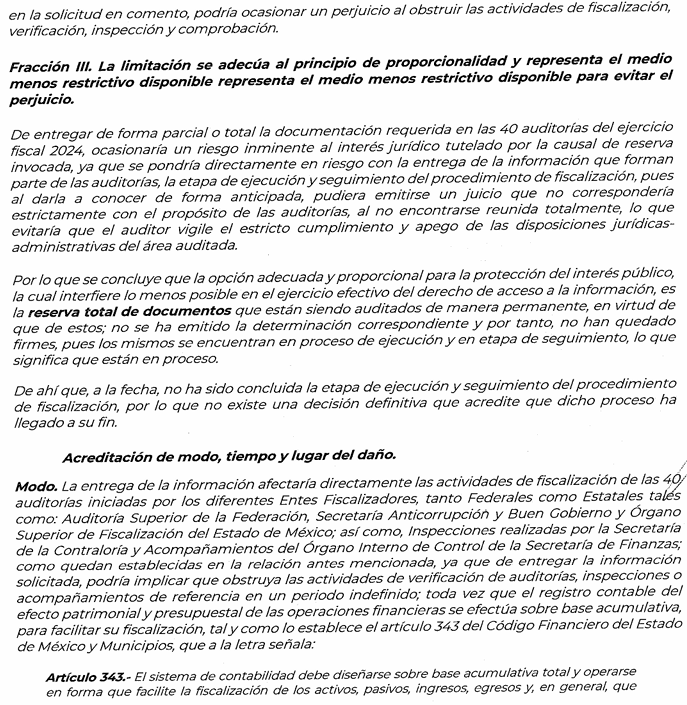 en la solicitud en comento, podría ocasionar un perjuicio al obstruir las actividades de fiscalización,
verificación, inspección y comprobación.
Fracción III. La limitación se adecúa al principio de proporcionalidad y representa el medio
menos restrictivo disponible representa el medio menos restrictivo disponible para evitar el
perjuicio.
De entregar de forma parcial o total la documentación requerida en las 40 auditorías del ejercicio
fiscal 2024, ocasionaría un riesgo inminente al interés jurídico tutelado por la causal de reserva
invocada, ya que se pondría directamente en riesgo con la entrega de la información que forman
parte de las auditorías, la etapa de ejecución y seguimiento del procedimiento de fiscalización, pues
al darla a conocer de forma anticipada, pudiera emitirse un juicio que no correspondería
estrictamente con el propósito de las auditorías, al no encontrarse reunida totalmente, lo que
evitaría que el auditor vigile el estricto cumplimiento y apego de las disposiciones jurídicas-
administrativas del área auditada.
Por lo que se concluye que la opción adecuada y proporcional para la protección del interés público,
la cual interfiere lo menos posible en el ejercicio efectivo del derecho de acceso a la información, es
la reserva total de documentos que están siendo auditados de manera permanente, en virtud de
que de estos; no se ha emitido la determinación correspondiente y por tanto, no han quedado
firmes, pues los mismos se encuentran en proceso de ejecución y en etapa de seguimiento, lo que
significa que están en proceso.
De ahí que, a la fecha, no ha sido concluida la etapa de ejecución y seguimiento del procedimiento
de fiscalización, por lo que no existe una decisión definitiva que acredite que dicho proceso ha
llegado a su fin.
Acreditación de modo, tiempo y lugar del daño.
Modo. La entrega de la información afectaría directamente las actividades de fiscalización de las 40
auditorías iniciadas por los diferentes Entes Fiscalizadores, tanto Federales como Estatales tales
como: Auditoría Superior de la Federación, Secretaría Anticorrupción y Buen Gobierno y Órgano
Superior de Fiscalización del Estado de México; así como, Inspecciones realizadas por la Secretaría
de la Contraloría y Acompañamientos del Órgano Interno de Control de la Secretaría de Finanzas;
como quedan establecidas en la relación antes mencionada, ya que de entregar la información
solicitada, podría implicar que obstruya las actividades de verificación de auditorías, inspecciones o
acompañamientos de referencia en un periodo indefinido; toda vez que el registro contable del
efecto patrimonial y presupuestal de las operaciones financieras se efectúa sobre base acumulativa,
para facilitar su fiscalización, tal y como lo establece el artículo 343 del Código Financiero del Estado
de México y Municipios, que a la letra señala:
Artículo 343.- El sistema de contabilidad debe diseñarse sobre base acumulativa total y operarse
en forma que facilite la fiscalización de los activos, pasivos, ingresos, egresos y, en general, que